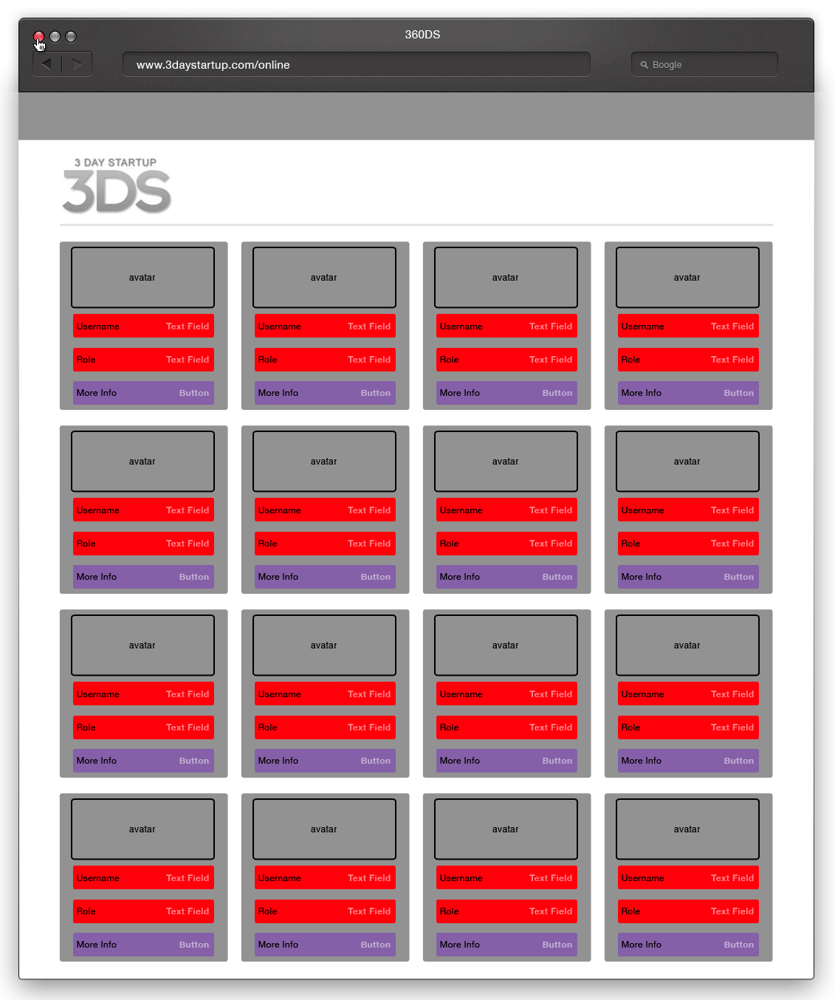 360DS
www.3daystartup.com/online Boogle
3 DAY STARTUP
3DS
avatar avatar avatar avatar
Username Text Field Username Text Field Username Text Field Username Text Field
Role Text Field Role Text Field Role Text Field Role Text Field
More Info Button More Info Button More Info Button More Info Button
avatar avatar avatar avatar
Username Text Field Username Text Field Username Text Field Username Text Field
Role Text Field Role Text Field Role Text Field Role Text Field
More Info Button More Info Button More Info Button More Info Button
avatar avatar avatar avatar
Username Text Field Username Text Field Username Text Field Username Text Field
Role Text Field Role Text Field Role Text Field Role Text Field
More Info Button More Info Button More Info Button More Info Button
avatar avatar avatar avatar
Username Text Field Username Text Field Username Text Field Username Text Field
Role Text Field Role Text Field Role Text Field Role Text Field
More Info Button More Info Button More Info Button More Info Button